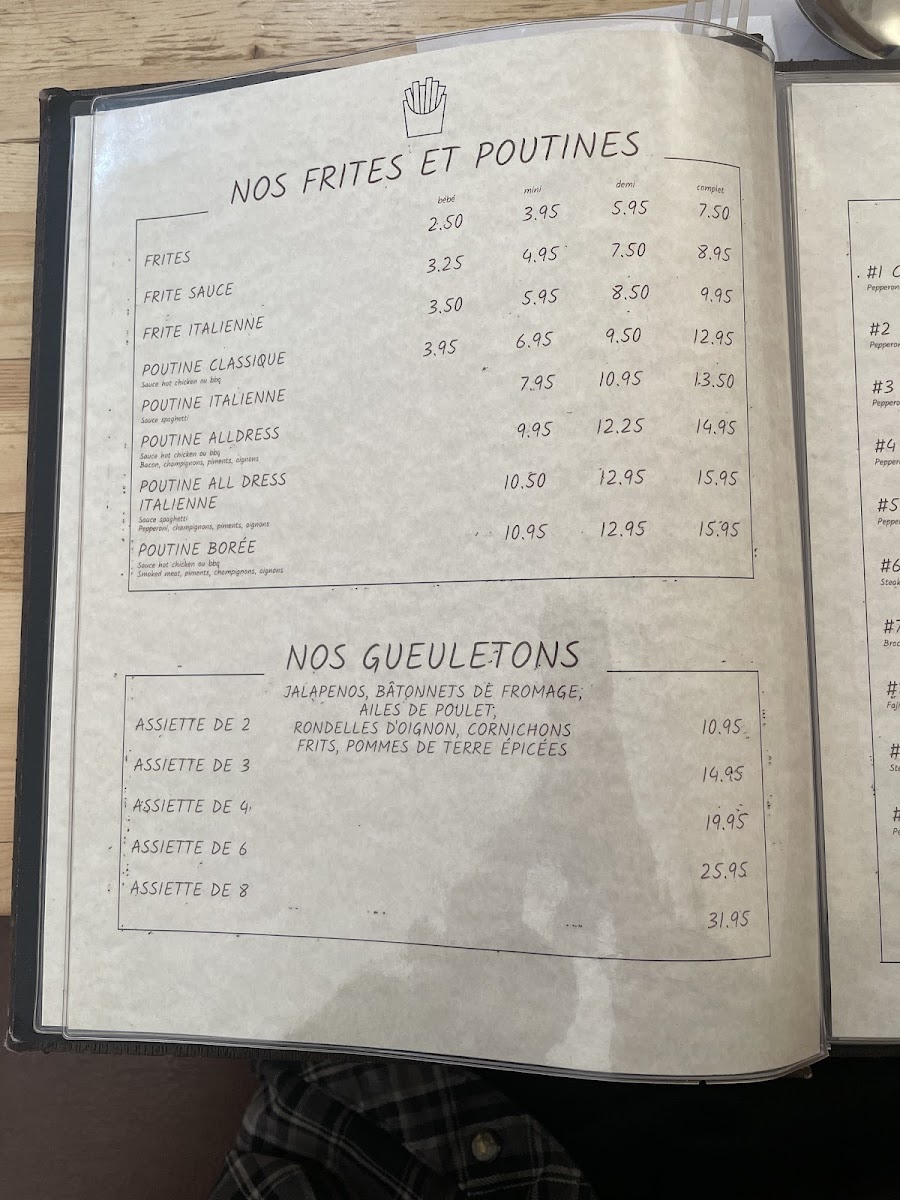 NOS FRITES ET POUTINES
bébé mini demi complet
FRITES 2.50 3.95 5.95 7.50
FRITE SAUCE 3.25 4.95 7.50 8.95
FRITE ITALIENNE 3.50 5.95 8.50 9.95
POUTINE CLASSIQUE 3.95 6.95 9.50 12.95
Sauce hot chicken ou bbq
POUTINE ITALIENNE 7.95 10.95 13.50
Sauce spaghetti
POUTINE ALLDRESS 9.95 12.25 14.95
Sauce hot chicken ou bbq
Bacon, champignons, piments, oignons
POUTINE ALL DRESS
ITALIENNE 10.50 12.95 15.95
Sauce spaghetti
Pepperoni, champignons, piments, oignons
POUTINE BORÉE 10.95 12.95 15.95
Sauce hot chicken ou bbq
Smoked meat, piments, champignons, oignons
NOS GUEULETONS
JALAPENOS, BÂTONNETS DE FROMAGE,
AILES DE POULET,
RONDELLES D'OIGNON, CORNICHONS
FRITS, POMMES DE TERRE ÉPICÉES
ASSIETTE DE 2 10.95
ASSIETTE DE 3 14.95
ASSIETTE DE 4 19.95
ASSIETTE DE 6 25.95
ASSIETTE DE 8 31.95
#1
#2
#3
#4
#5
#6